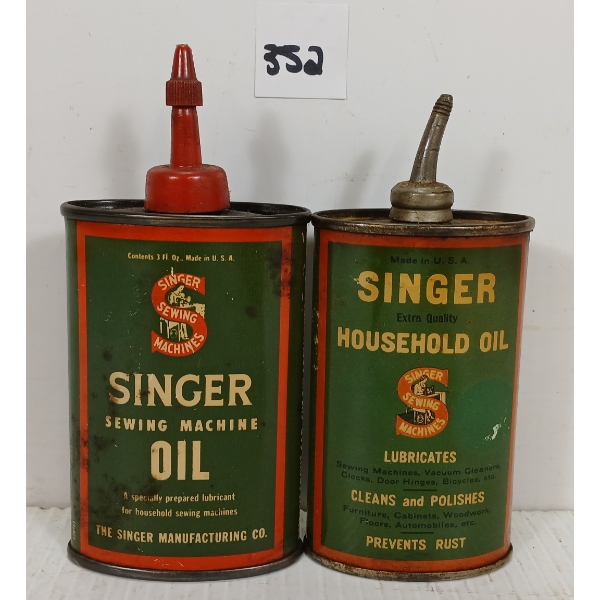 352
Contents 3 Fl. Oz., Made in U. S. A.
SINGER
SEWING
MACHINES
SINGER
SEWING MACHINE
OIL
A specially prepared lubricant
for household sewing machines
THE SINGER MANUFACTURING CO.
Made in U. S. A.
SINGER
Extra Quality
HOUSEHOLD OIL
SINGER
SEWING
MACHINES
LUBRICATES
Sewing Machines, Vacuum Cleaners,
Clocks, Door Hinges, Bicycles, etc.
CLEANS and POLISHES
Furniture, Cabinets, Woodwork,
Floors, Automobiles, etc.
PREVENTS RUST